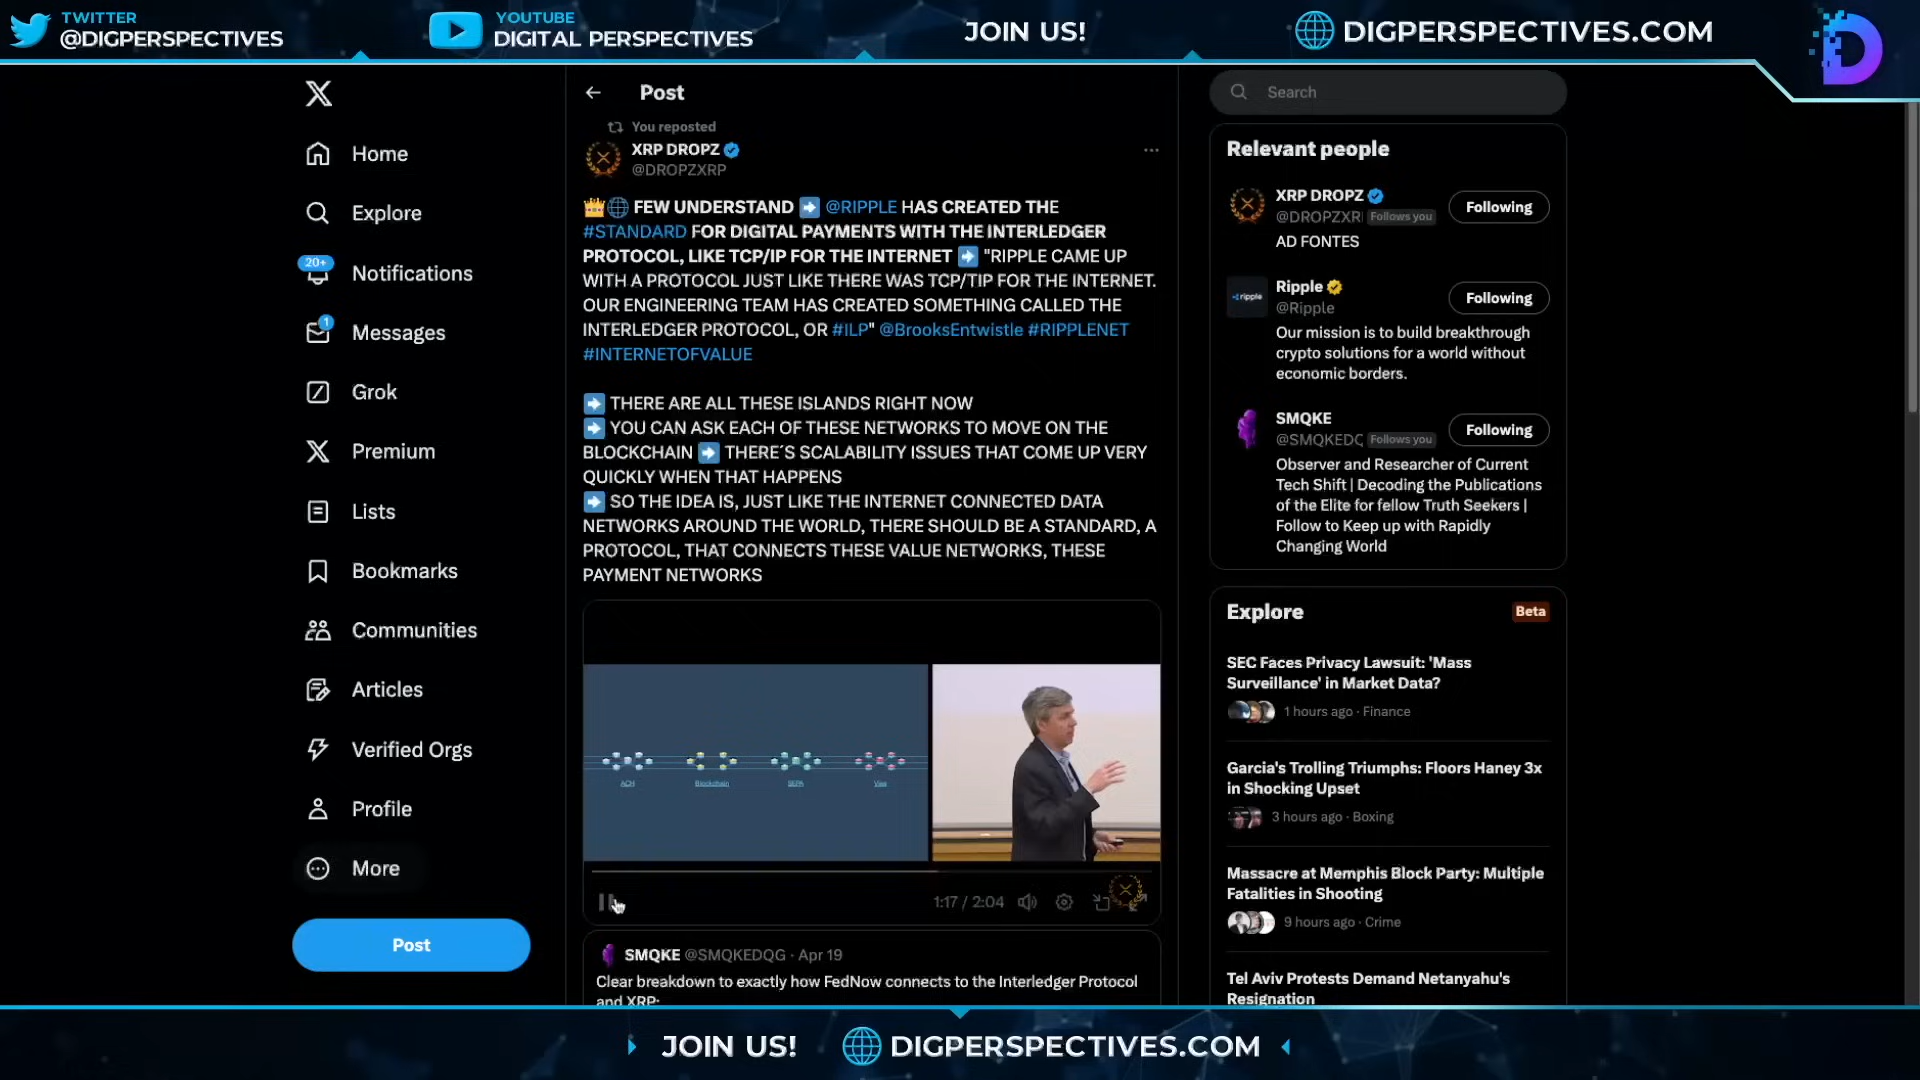 TWITTER
@DIGPERSPECTIVES
YOUTUBE
DIGITAL PERSPECTIVES
JOIN US!
DIGPERSPECTIVES.COM
Home
Explore
20+
Notifications
1
Messages
Grok
Premium
Lists
Bookmarks
Communities
Articles
Verified Orgs
Profile
More
Post
Post
You reposted
XRP DROPZ
@DROPZXRP
FEW UNDERSTAND ➡️ @RIPPLE HAS CREATED THE
#STANDARD FOR DIGITAL PAYMENTS WITH THE INTERLEDGER
PROTOCOL, LIKE TCP/IP FOR THE INTERNET ➡️ "RIPPLE CAME UP
WITH A PROTOCOL JUST LIKE THERE WAS TCP/TIP FOR THE INTERNET.
OUR ENGINEERING TEAM HAS CREATED SOMETHING CALLED THE
INTERLEDGER PROTOCOL, OR #ILP" @BrooksEntwistle #RIPPLENET
#INTERNETOFVALUE
➡️ THERE ARE ALL THESE ISLANDS RIGHT NOW
➡️ YOU CAN ASK EACH OF THESE NETWORKS TO MOVE ON THE
BLOCKCHAIN ➡️ THERE´S SCALABILITY ISSUES THAT COME UP VERY
QUICKLY WHEN THAT HAPPENS
➡️ SO THE IDEA IS, JUST LIKE THE INTERNET CONNECTED DATA
NETWORKS AROUND THE WORLD, THERE SHOULD BE A STANDARD, A
PROTOCOL, THAT CONNECTS THESE VALUE NETWORKS, THESE
PAYMENT NETWORKS
ACH
Blockchain
SEPA
Visa
1:17 / 2:04
SMQKE @SMQKEDQG · Apr 19
Clear breakdown to exactly how FedNow connects to the Interledger Protocol
and XRP:
Search
Relevant people
XRP DROPZ
@DROPZXRI Follows you
Following
AD FONTES
ripple
Ripple
@Ripple
Following
Our mission is to build breakthrough
crypto solutions for a world without
economic borders.
SMQKE
@SMQKEDC Follows you
Following
Observer and Researcher of Current
Tech Shift | Decoding the Publications
of the Elite for fellow Truth Seekers |
Follow to Keep up with Rapidly
Changing World
Explore
Beta
SEC Faces Privacy Lawsuit: 'Mass
Surveillance' in Market Data?
1 hours ago · Finance
Garcia's Trolling Triumphs: Floors Haney 3x
in Shocking Upset
3 hours ago · Boxing
Massacre at Memphis Block Party: Multiple
Fatalities in Shooting
9 hours ago · Crime
Tel Aviv Protests Demand Netanyahu's
Resignation
JOIN US!
DIGPERSPECTIVES.COM